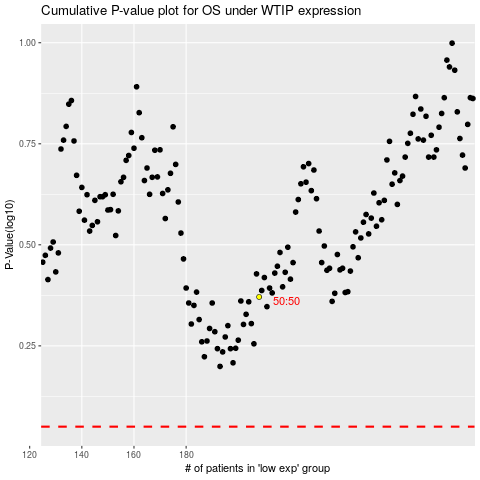 Cumulative P-value plot for OS under WTIP expression
P-Value(log10)
1.00
0.75
0.50
0.25
50:50
120 140 160 180
# of patients in 'low exp' group